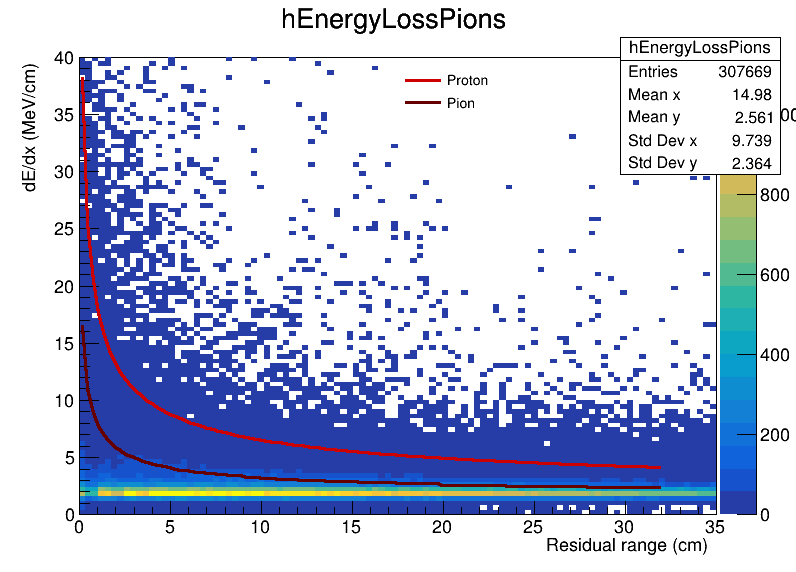 hEnergyLossPions
hEnergyLossPions
Entries 307669
Mean x 14.98
Mean y 2.561
Std Dev x 9.739
Std Dev y 2.364
Proton
Pion
dE/dx (MeV/cm)
40
35
30
25
20
15
10
5
0
0 5 10 15 20 25 30 35
Residual range (cm)
00
800
600
400
200
0